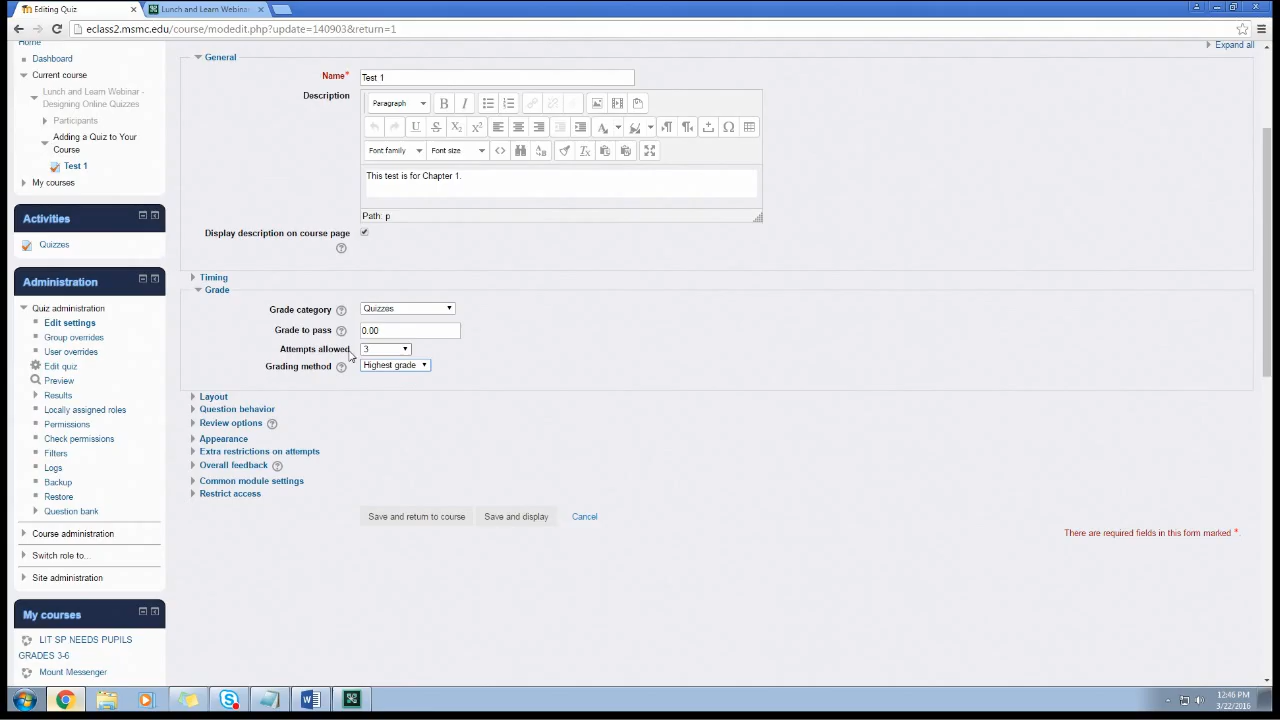 Editing Quiz
Lunch and Learn Webinar
eclass2.msmc.edu/course/modedit.php?update=140903&return=1
Home
Dashboard
Current course
Lunch and Learn Webinar -
Designing Online Quizzes
Participants
Adding a Quiz to Your
Course
Test 1
My courses
Activities
Quizzes
Administration
Quiz administration
Edit settings
Group overrides
User overrides
Edit quiz
Preview
Results
Locally assigned roles
Permissions
Check permissions
Filters
Logs
Backup
Restore
Question bank
Course administration
Switch role to...
Site administration
My courses
LIT SP NEEDS PUPILS
GRADES 3-6
Mount Messenger
Expand all
General
Name* Test 1
Description
Paragraph
Font family Font size
This test is for Chapter 1.
Path: p
Display description on course page
Timing
Grade
Grade category Quizzes
Grade to pass 0.00
Attempts allowed 3
Grading method Highest grade
Layout
Question behavior
Review options
Appearance
Extra restrictions on attempts
Overall feedback
Common module settings
Restrict access
Save and return to course Save and display Cancel
There are required fields in this form marked *.
12:46 PM
3/22/2016